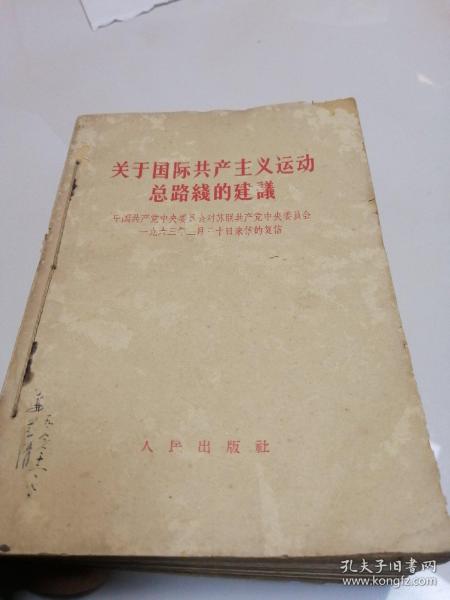 关于国际共产主义运动
总路綫的建議
中国共产党中央委員会对苏联共产党中央委員会
一九六三年三月三十日来信的复信
人民出版社
孔夫子旧书网
www.kongfz.com